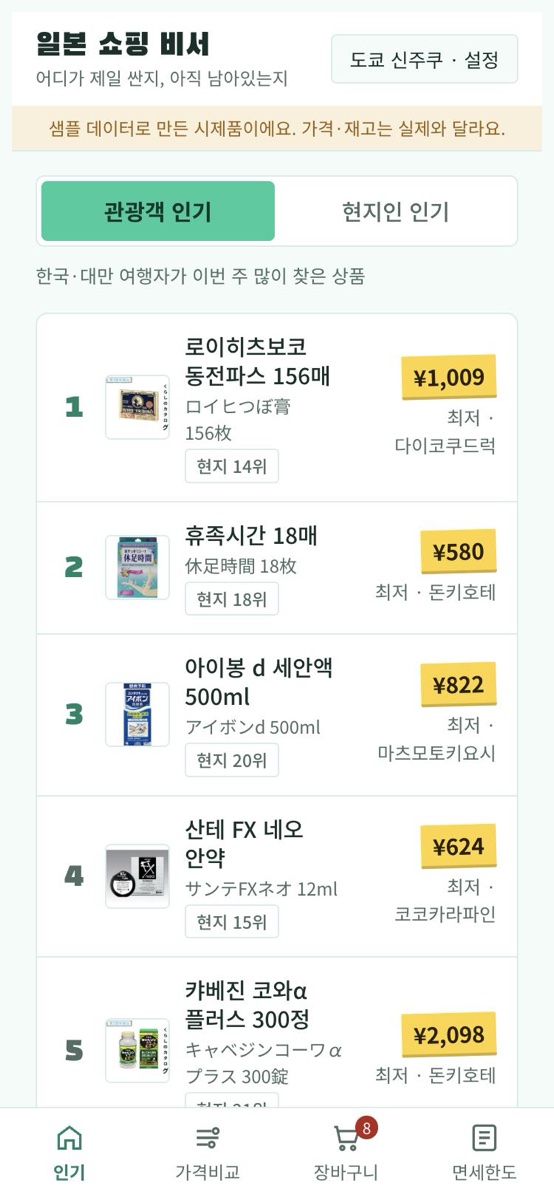 일본 쇼핑 비서
어디가 제일 싼지, 아직 남아있는지
도쿄 신주쿠 · 설정
샘플 데이터로 만든 시제품이에요. 가격·재고는 실제와 달라요.
관광객 인기
현지인 인기
한국·대만 여행자가 이번 주 많이 찾은 상품
1
로이히츠보코
동전파스 156매
ロイヒつぼ膏
156枚
현지 14위
¥1,009
최저 ·
다이코쿠드럭
2
休足時間
휴족시간 18매
休足時間 18枚
현지 18위
¥580
최저 · 돈키호테
3
アイボン
아이봉 d 세안액
500ml
アイボンd 500ml
현지 20위
¥822
최저 ·
마츠모토키요시
4
FX
산테 FX 네오
안약
サンテFXネオ 12ml
현지 15위
¥624
최저 ·
코코카라파인
5
캬베진 코와α
플러스 300정
キャベジンコーワα
プラス 300錠
¥2,098
최저 · 돈키호테
인기
가격비교
8
장바구니
면세한도